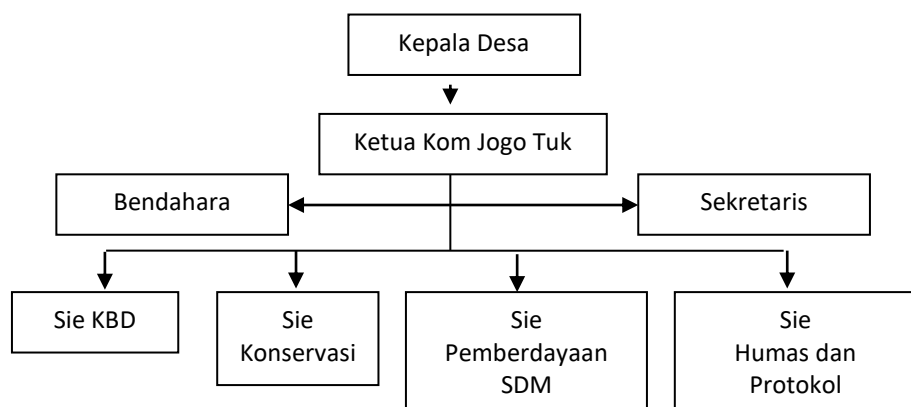 Kepala Desa
Ketua Kom Jogo Tuk
Bendahara
Sekretaris
Sie KBD
Sie
Konservasi
Sie
Pemberdayaan
SDM
Sie
Humas dan
Protokol